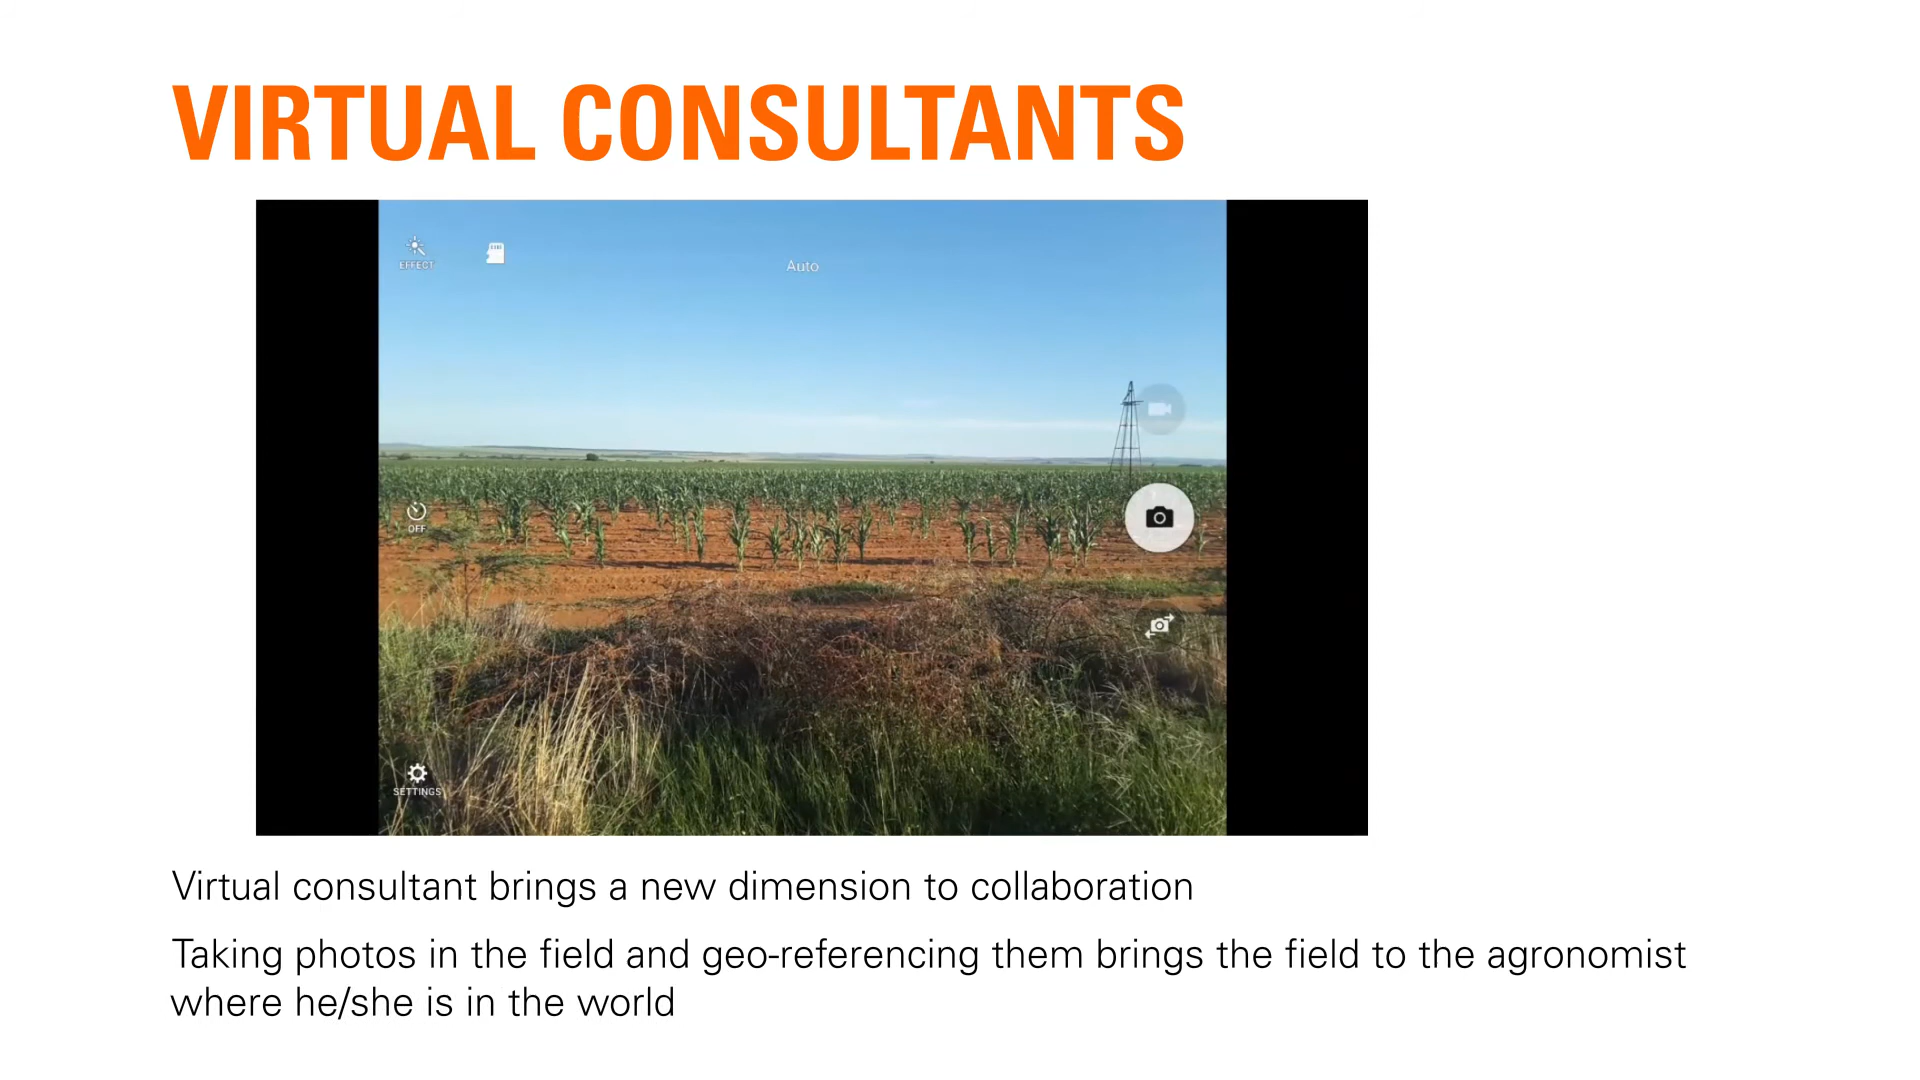 VIRTUAL CONSULTANTS
EFFECT
Auto
OFF
SETTINGS
Virtual consultant brings a new dimension to collaboration
Taking photos in the field and geo-referencing them brings the field to the agronomist
where he/she is in the world